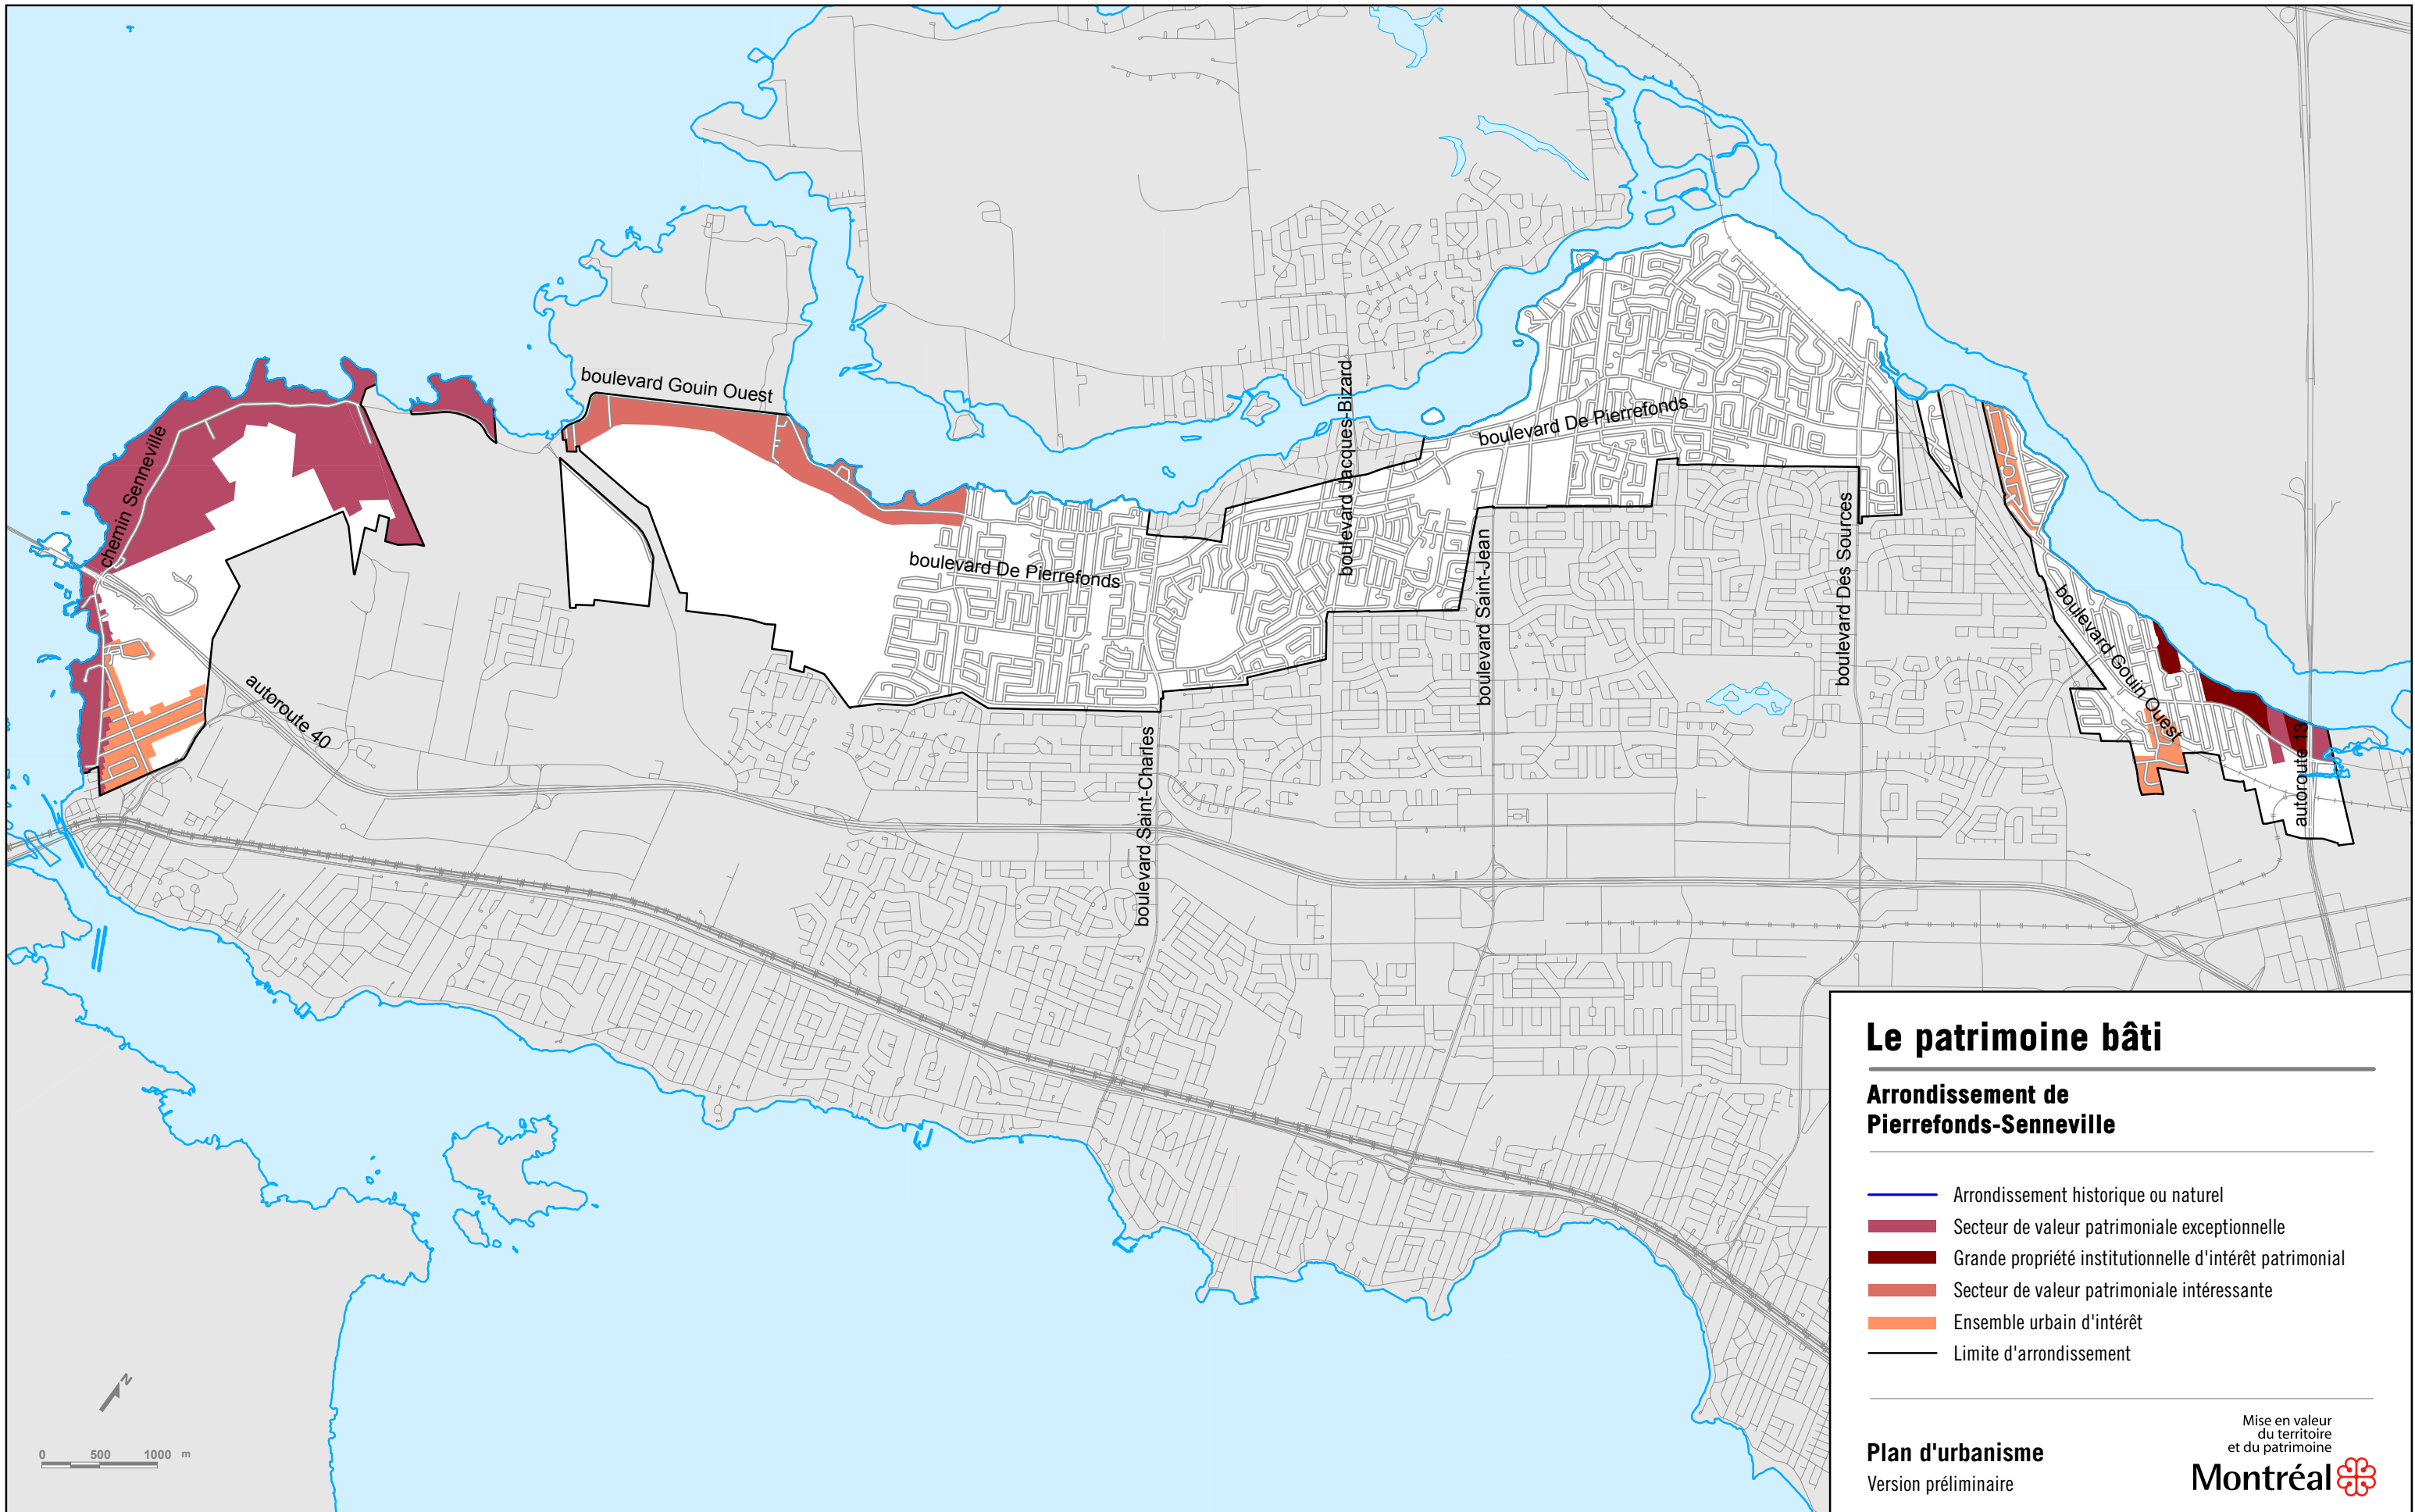 boulevard Gouin Ouest
boulevard Jacques-Bizard
boulevard De Pierrefonds
chemin Senneville
boulevard Des Sources
boulevard Saint-Jean
boulevard De Pierrefonds
boulevard Gouin Ouest
autoroute 40
autoroute 13
boulevard Saint-Charles
Le patrimoine bâti
Arrondissement de
Pierrefonds-Senneville
Arrondissement historique ou naturel
Secteur de valeur patrimoniale exceptionnelle
Grande propriété institutionnelle d'intérêt patrimonial
Secteur de valeur patrimoniale intéressante
Ensemble urbain d'intérêt
Limite d'arrondissement
N
0 500 1000 m
Mise en valeur
du territoire
et du patrimoine
Plan d'urbanisme
Version préliminaire
Montréal